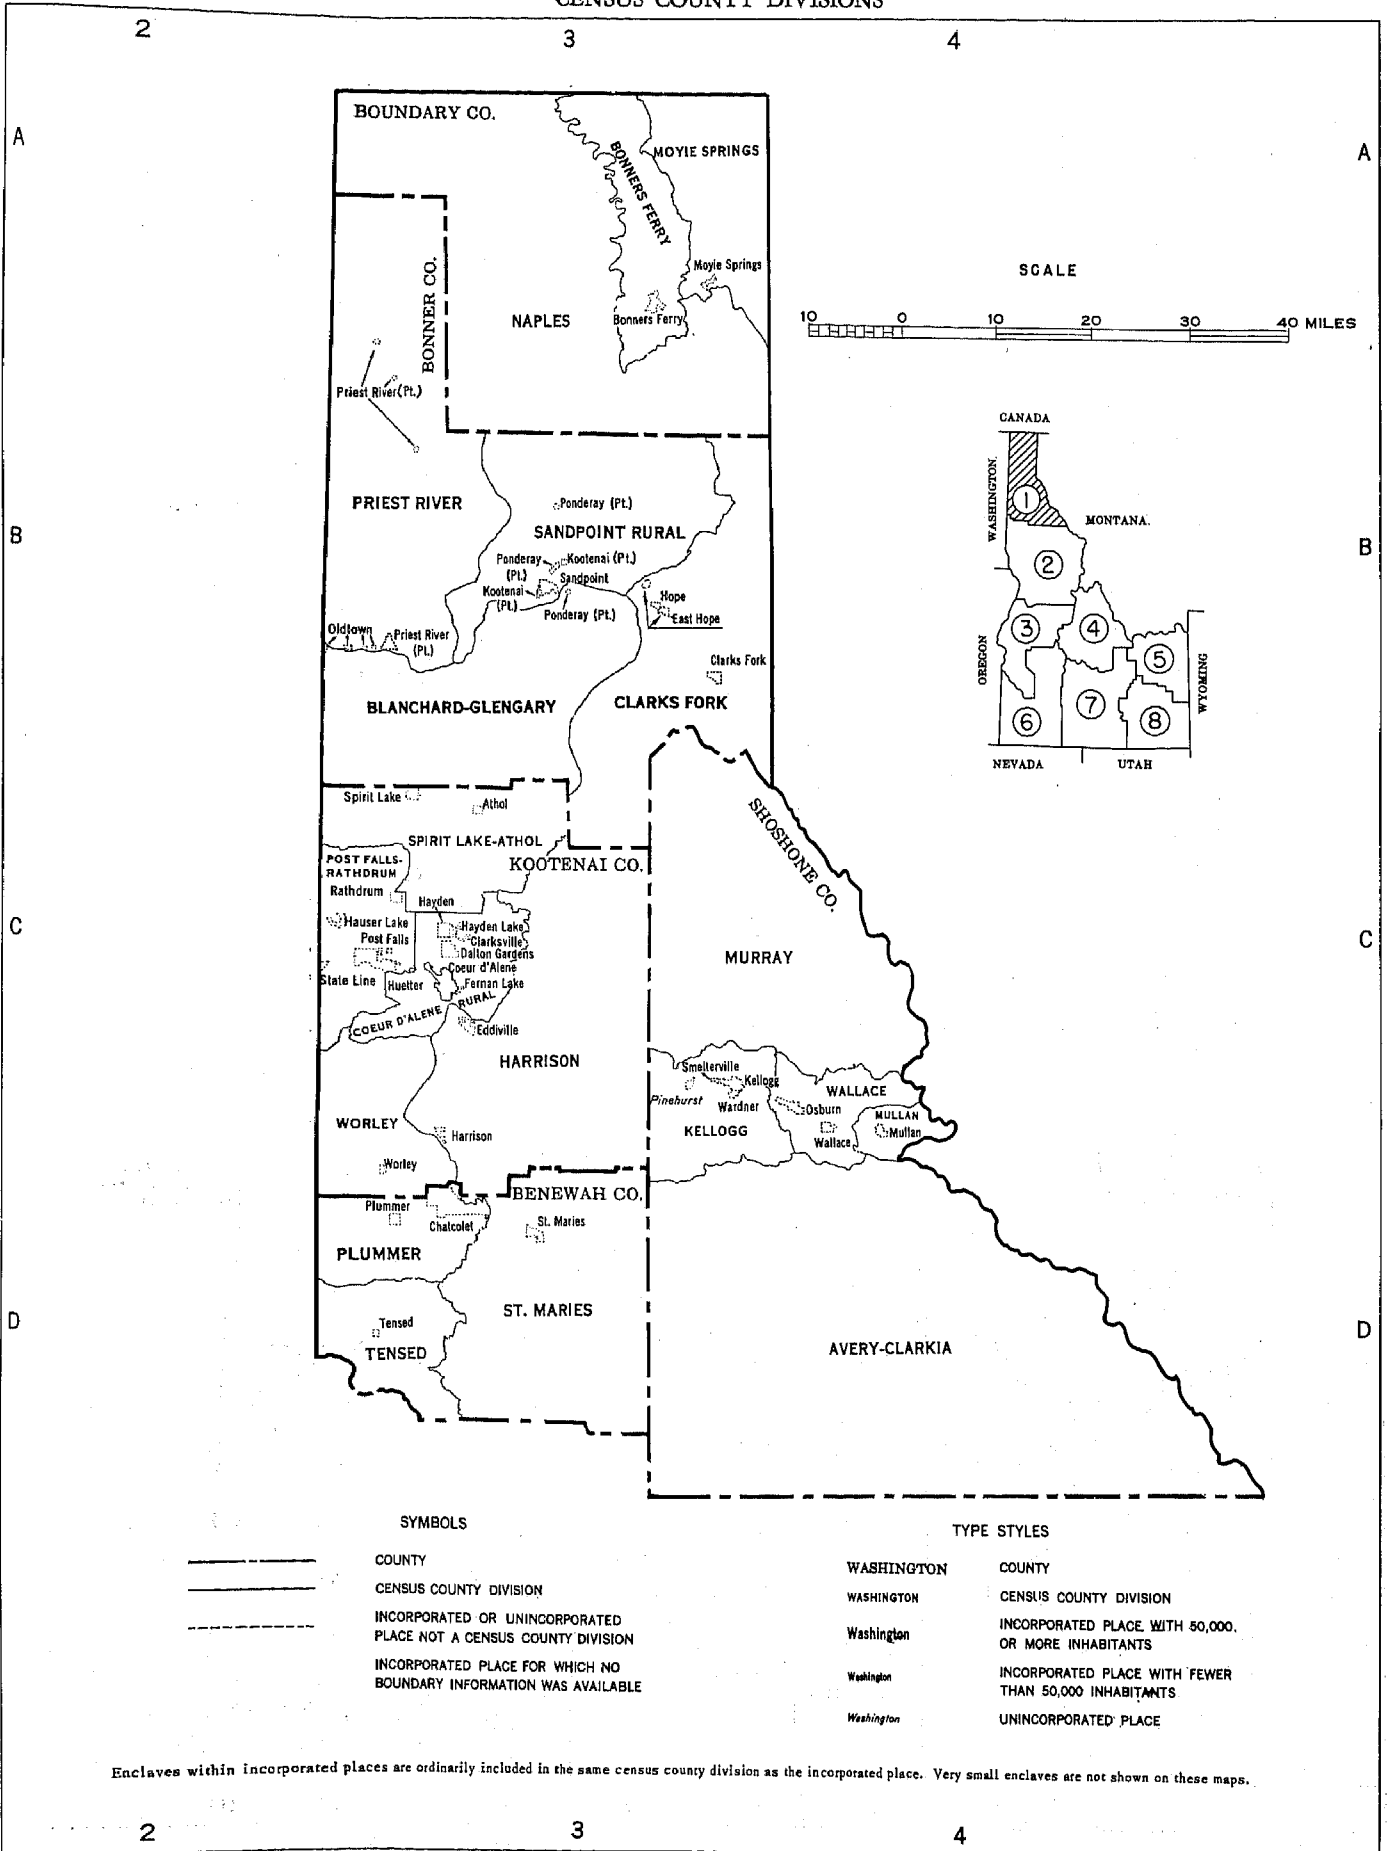 CENSUS COUNTY DIVISIONS
2
3
4
A
A
BOUNDARY CO.
MOYIE SPRINGS
BONNERS FERRY
Moyie Springs
Bonners Ferry
NAPLES
BONNER CO.
Priest River (Pt.)
SCALE
10
0
10
20
30
40 MILES
CANADA
WASHINGTON.
MONTANA.
OREGON
WYOMING
NEVADA
UTAH
1
2
3
4
5
6
7
8
B
B
PRIEST RIVER
Ponderay (Pt.)
SANDPOINT RURAL
Ponderay
(Pt.)
Kootenai (Pt.)
Sandpoint
Kootenai
(Pt.)
Ponderay (Pt.)
Hope
East Hope
Oldtown
Priest River
(Pt.)
Clarks Fork
BLANCHARD-GLENGARY
CLARKS FORK
Spirit Lake
Athol
SPIRIT LAKE-ATHOL
SHOSHONE CO.
POST FALLS-
RATHDRUM
KOOTENAI CO.
Rathdrum
Hayden
C
C
Hauser Lake
Hayden Lake
Post Falls
Clarksville
Dalton Gardens
Coeur d'Alene
State Line
Huetter
Fernan Lake
COEUR D'ALENE RURAL
Eddiville
MURRAY
HARRISON
Smelterville
Kellogg
Pinehurst
Wardner
WALLACE
Osburn
MULLAN
Mullan
Wallace
KELLOGG
WORLEY
Harrison
Worley
BENEWAH CO.
Plummer
Chatcolet
St. Maries
PLUMMER
D
D
ST. MARIES
Tensed
TENSED
AVERY-CLARKIA
SYMBOLS
COUNTY
CENSUS COUNTY DIVISION
INCORPORATED OR UNINCORPORATED
PLACE NOT A CENSUS COUNTY DIVISION
INCORPORATED PLACE FOR WHICH NO
BOUNDARY INFORMATION WAS AVAILABLE
TYPE STYLES
WASHINGTON COUNTY
WASHINGTON CENSUS COUNTY DIVISION
Washington INCORPORATED PLACE WITH 50,000.
OR MORE INHABITANTS
Washington INCORPORATED PLACE WITH FEWER
THAN 50,000 INHABITANTS
Washington UNINCORPORATED PLACE
Enclaves within incorporated places are ordinarily included in the same census county division as the incorporated place. Very small enclaves are not shown on these maps.
2
3
4